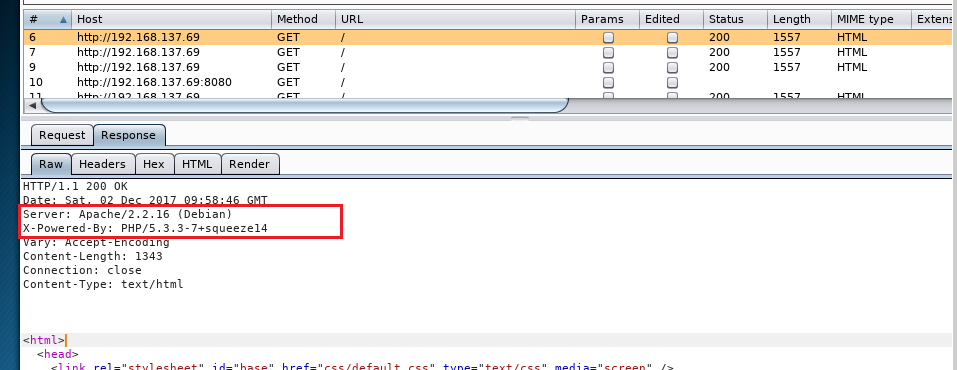 # Host Method URL Params Edited Status Length MIME type Extens
6 http://192.168.137.69 GET / 200 1557 HTML
7 http://192.168.137.69 GET / 200 1557 HTML
9 http://192.168.137.69 GET / 200 1557 HTML
10 http://192.168.137.69:8080 GET /
11 http://192.168.137.69 GET / 200 1557 HTML
Request Response
Raw Headers Hex HTML Render
HTTP/1.1 200 OK
Date: Sat, 02 Dec 2017 09:58:46 GMT
Server: Apache/2.2.16 (Debian)
X-Powered-By: PHP/5.3.3-7+squeeze14
Vary: Accept-Encoding
Content-Length: 1343
Connection: close
Content-Type: text/html
<html>
<head>
<link rel="stylesheet" id="base" href="css/default.css" type="text/css" media="screen" />